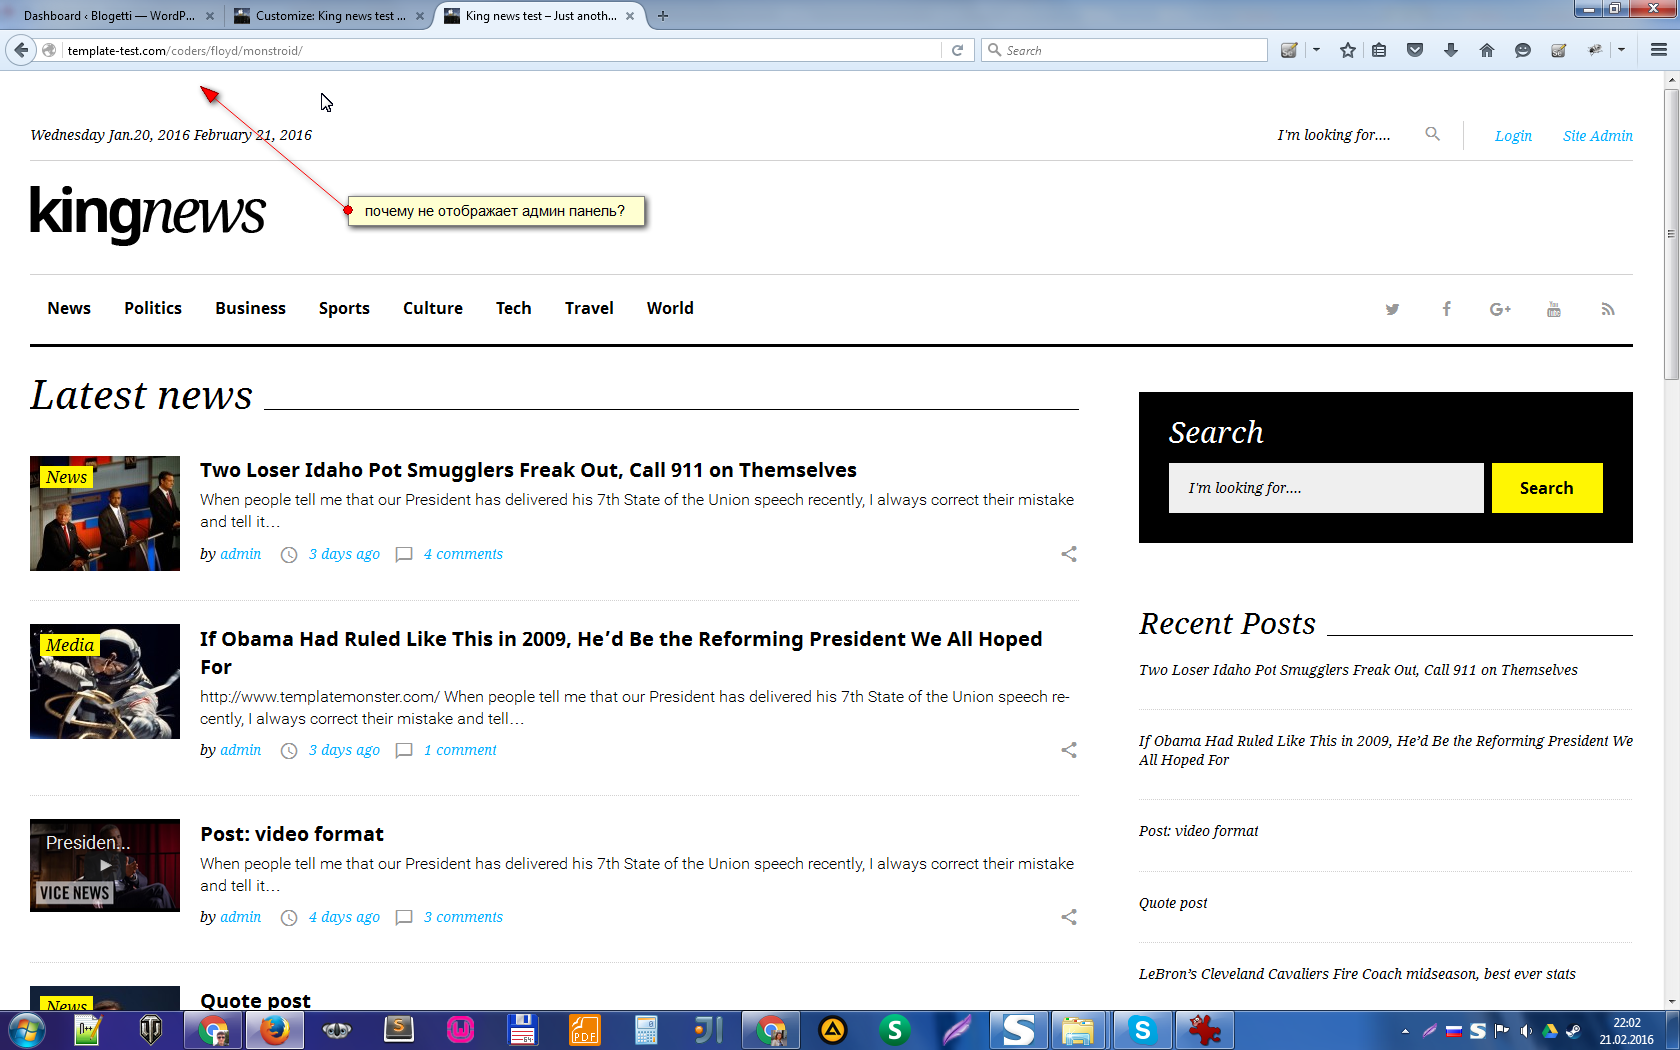 Dashboard ‹ Blogetti — WordP...
Customize: King news test ...
King news test – Just anoth...
template-test.com/coders/floyd/monstroid/
Search
Wednesday Jan.20, 2016 February 21, 2016
I'm looking for....
Login
Site Admin
kingnews
почему не отображает админ панель?
News
Politics
Business
Sports
Culture
Tech
Travel
World
Latest news
News
Two Loser Idaho Pot Smugglers Freak Out, Call 911 on Themselves
When people tell me that our President has delivered his 7th State of the Union speech recently, I always correct their mistake
and tell it…
by admin
3 days ago
4 comments
Media
If Obama Had Ruled Like This in 2009, He’d Be the Reforming President We All Hoped
For
http://www.templatemonster.com/ When people tell me that our President has delivered his 7th State of the Union speech re-
cently, I always correct their mistake and tell…
by admin
3 days ago
1 comment
Presiden...
VICE NEWS
Post: video format
When people tell me that our President has delivered his 7th State of the Union speech recently, I always correct their mistake
and tell it…
by admin
4 days ago
3 comments
News
Quote post
Search
I'm looking for....
Search
Recent Posts
Two Loser Idaho Pot Smugglers Freak Out, Call 911 on Themselves
If Obama Had Ruled Like This in 2009, He’d Be the Reforming President We
All Hoped For
Post: video format
Quote post
LeBron’s Cleveland Cavaliers Fire Coach midseason, best ever stats
22:02
21.02.2016